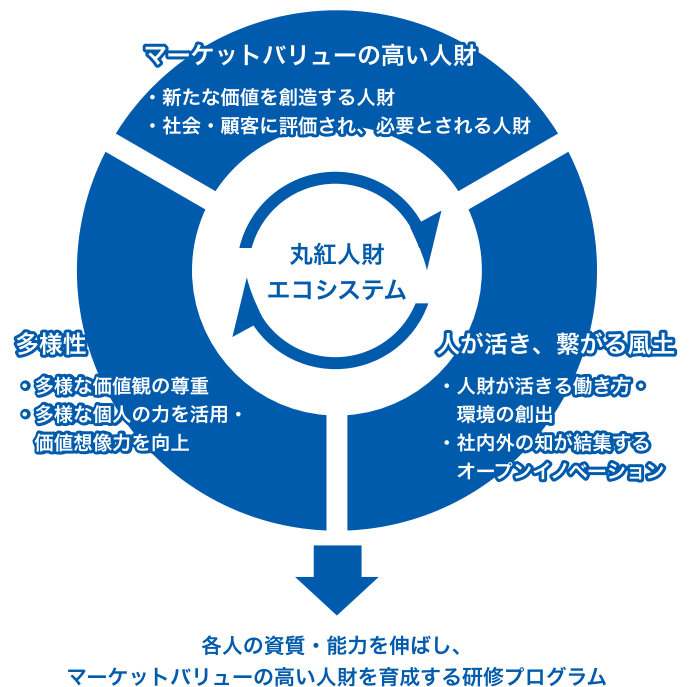 マーケットバリューの高い人財
・新たな価値を創造する人財
・社会・顧客に評価され、必要とされる人財
丸紅人財
エコシステム
多様性
・多様な価値観の尊重
・多様な個人の力を活用・
価値想像力を向上
人が活き、繋がる風土
・人財が活きる働き方・
環境の創出
・社内外の知が結集する
オープンイノベーション
各人の資質・能力を伸ばし、
マーケットバリューの高い人財を育成する研修プログラム